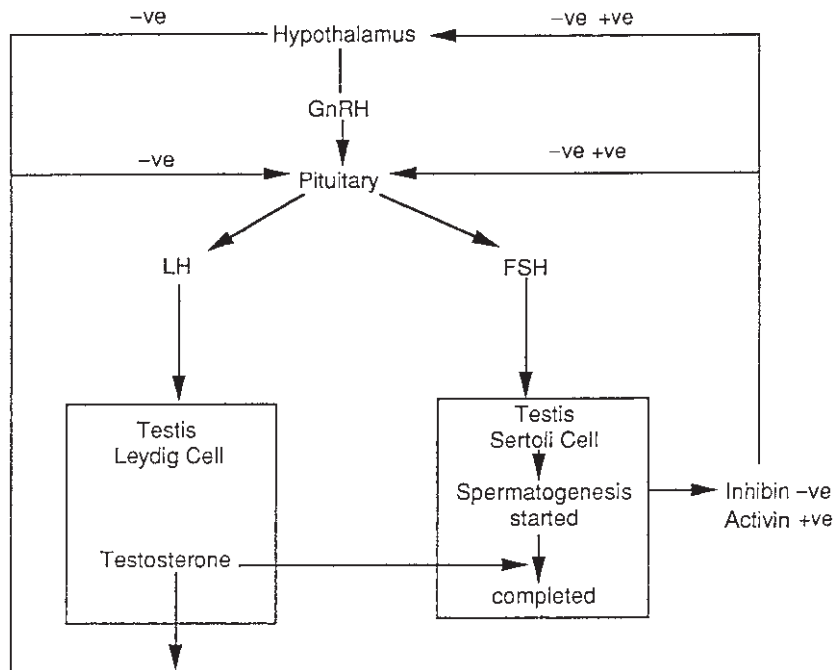 –ve
–ve +ve
Hypothalamus
GnRH
–ve
–ve +ve
Pituitary
LH
FSH
Testis
Leydig Cell
Testis
Sertoli Cell
Spermatogenesis
started
Inhibin –ve
Activin +ve
Testosterone
completed